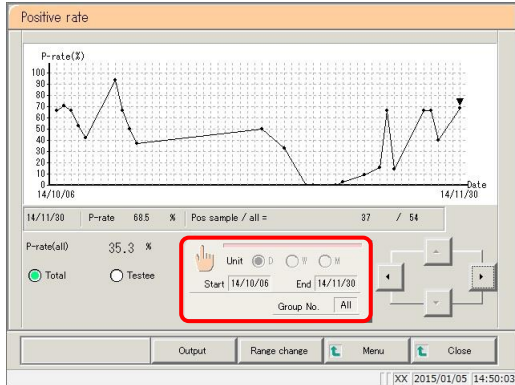 Positive rate
P-rate(%)
100
90
80
70
60
50
40
30
20
10
0
Date
14/10/06
14/11/30
14/11/30 P-rate 68.5 % Pos sample / all = 37 / 54
P-rate(all) 35.3 %
Total Testee
Unit D W M
Start 14/10/06 End 14/11/30
Group No. All
Output Range change Menu Close
XX 2015/01/05 14:50:03